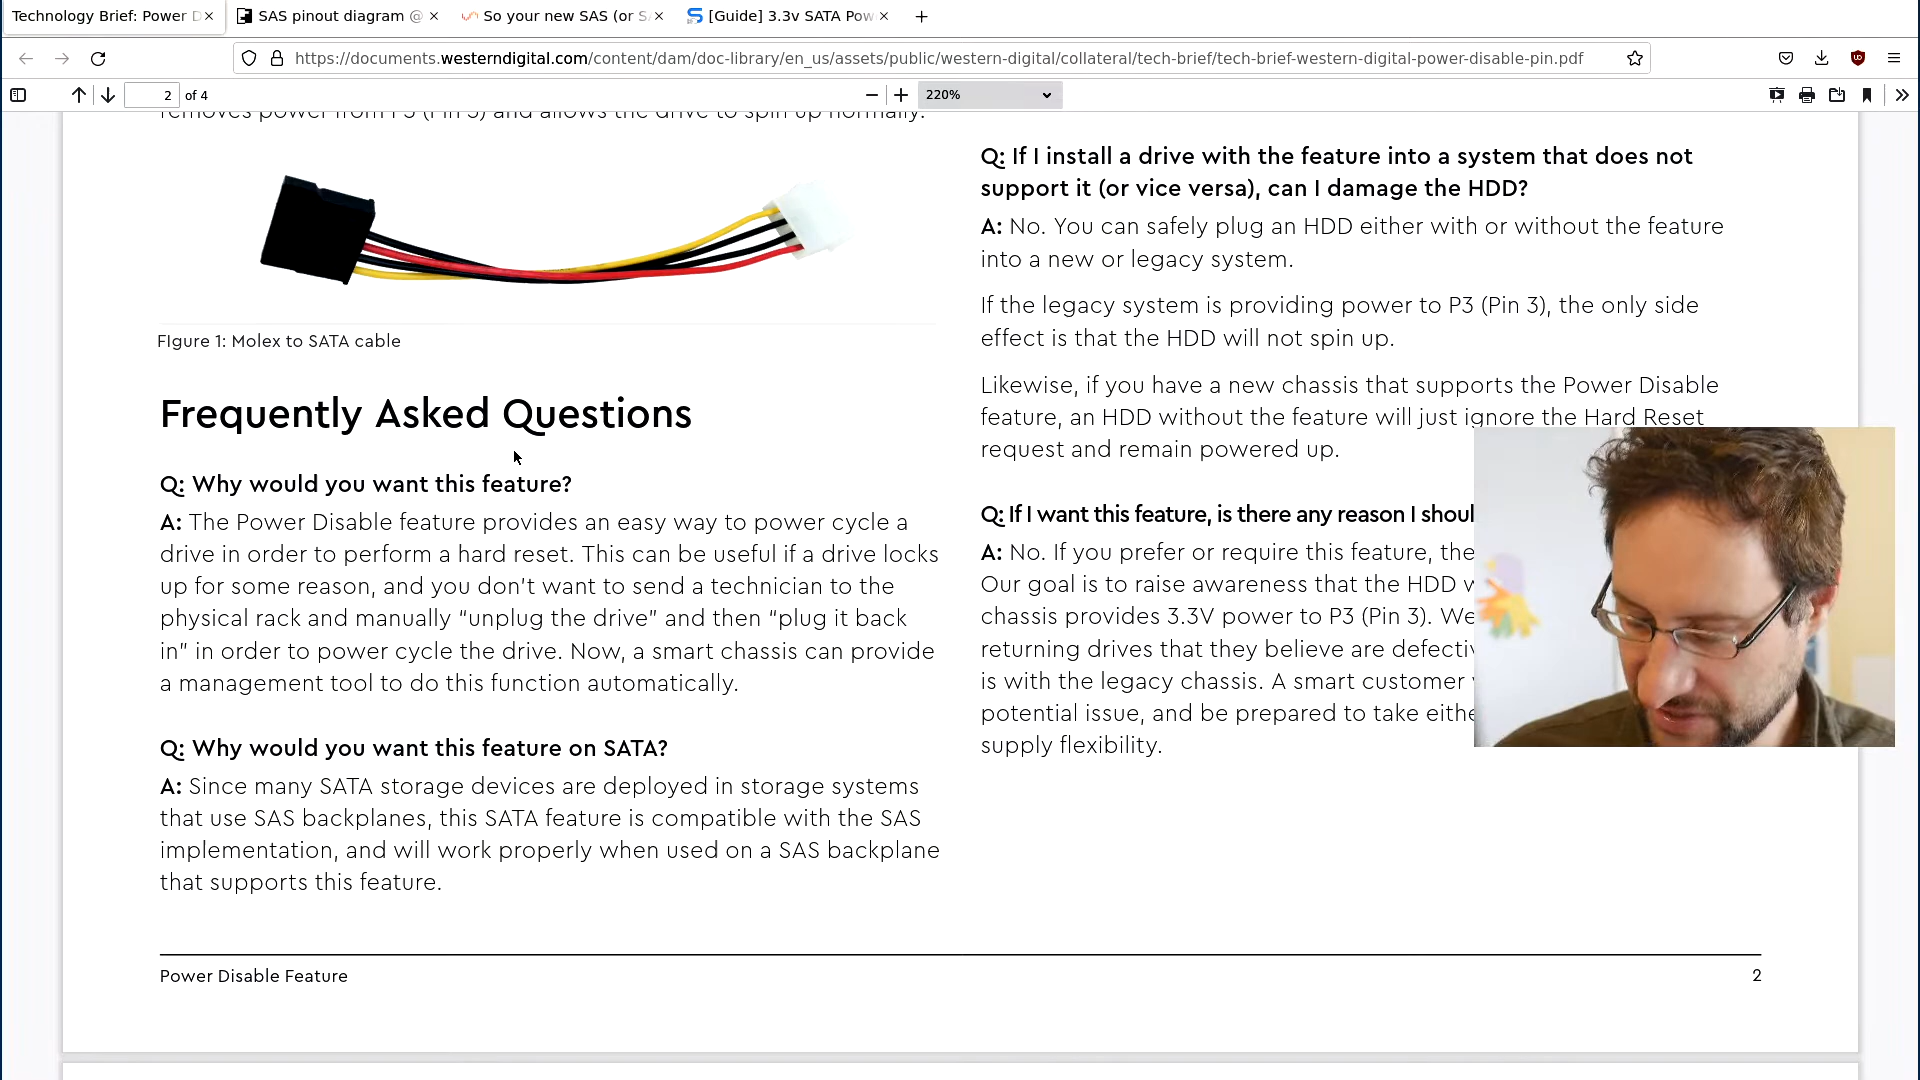 Technology Brief: Power D
SAS pinout diagram @
So your new SAS (or S
[Guide] 3.3v SATA Pow
https://documents.westerndigital.com/content/dam/doc-library/en_us/assets/public/western-digital/collateral/tech-brief/tech-brief-western-digital-power-disable-pin.pdf
2 of 4
220%
removes power from P3 (Pin 3) and allows the drive to spin up normally.
FIgure 1: Molex to SATA cable
Frequently Asked Questions
Q: Why would you want this feature?
A: The Power Disable feature provides an easy way to power cycle a
drive in order to perform a hard reset. This can be useful if a drive locks
up for some reason, and you don't want to send a technician to the
physical rack and manually “unplug the drive” and then “plug it back
in” in order to power cycle the drive. Now, a smart chassis can provide
a management tool to do this function automatically.
Q: Why would you want this feature on SATA?
A: Since many SATA storage devices are deployed in storage systems
that use SAS backplanes, this SATA feature is compatible with the SAS
implementation, and will work properly when used on a SAS backplane
that supports this feature.
Q: If I install a drive with the feature into a system that does not
support it (or vice versa), can I damage the HDD?
A: No. You can safely plug an HDD either with or without the feature
into a new or legacy system.
If the legacy system is providing power to P3 (Pin 3), the only side
effect is that the HDD will not spin up.
Likewise, if you have a new chassis that supports the Power Disable
feature, an HDD without the feature will just ignore the Hard Reset
request and remain powered up.
Q: If I want this feature, is there any reason I shoul
A: No. If you prefer or require this feature, the
Our goal is to raise awareness that the HDD w
chassis provides 3.3V power to P3 (Pin 3). We
returning drives that they believe are defectiv
is with the legacy chassis. A smart customer
potential issue, and be prepared to take eithe
supply flexibility.
Power Disable Feature
2